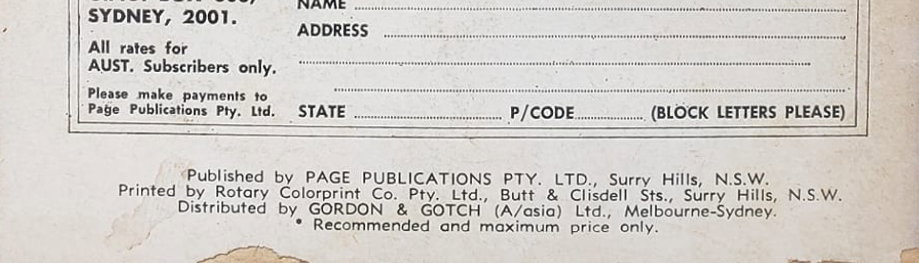 SYDNEY, 2001.
All rates for
AUST. Subscribers only.
Please make payments to
Page Publications Pty. Ltd.
NAME
ADDRESS
STATE P/CODE (BLOCK LETTERS PLEASE)
Published by PAGE PUBLICATIONS PTY. LTD., Surry Hills, N.S.W.
Printed by Rotary Colorprint Co. Pty. Ltd., Butt & Clisdell Sts., Surry Hills, N.S.W.
Distributed by GORDON & GOTCH (A/asia) Ltd., Melbourne-Sydney.
* Recommended and maximum price only.